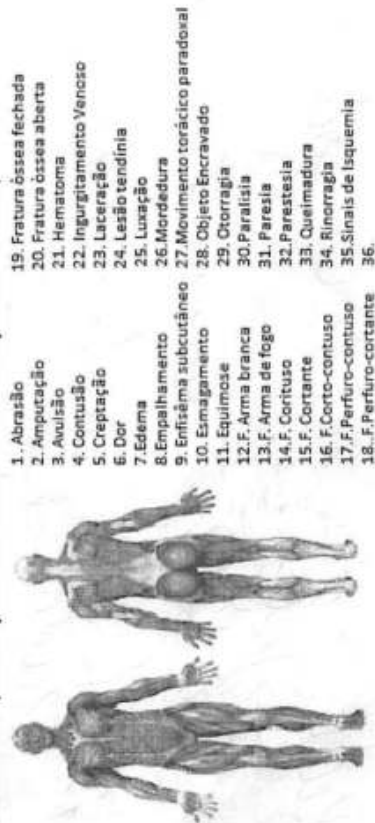 1. Abrasão
2. Amputação
3. Avulsão
4. Contusão
5. Creptação
6. Dor
7.Edema
8.Empalhamento
9. Enfisêma subcutâneo
10. Esmagamento
11. Equimose
12.F. Arma branca
13.F. Arma de fogo
14.F. Corituso
15.F. Cortante
16. F.Corto-contuso
17.F.Perfuro-contuso
18..F.Perfuro-cortante
19. Fratura òssea fechada
20. Fratura òssea aberta
21. Hematoma
22. Ingurgitamento Venoso
23. Laceração
24. Lesão tendínia
25. Luxação
26.Mordedura
27.Movimento torácico paradoxal
28. Objeto Encravado
29. Otorragia
30.Paralisia
31. Paresia
32.Parestesia
33. Queimadura
34. Rinorragia
35.Sinais de Isquemia
36.